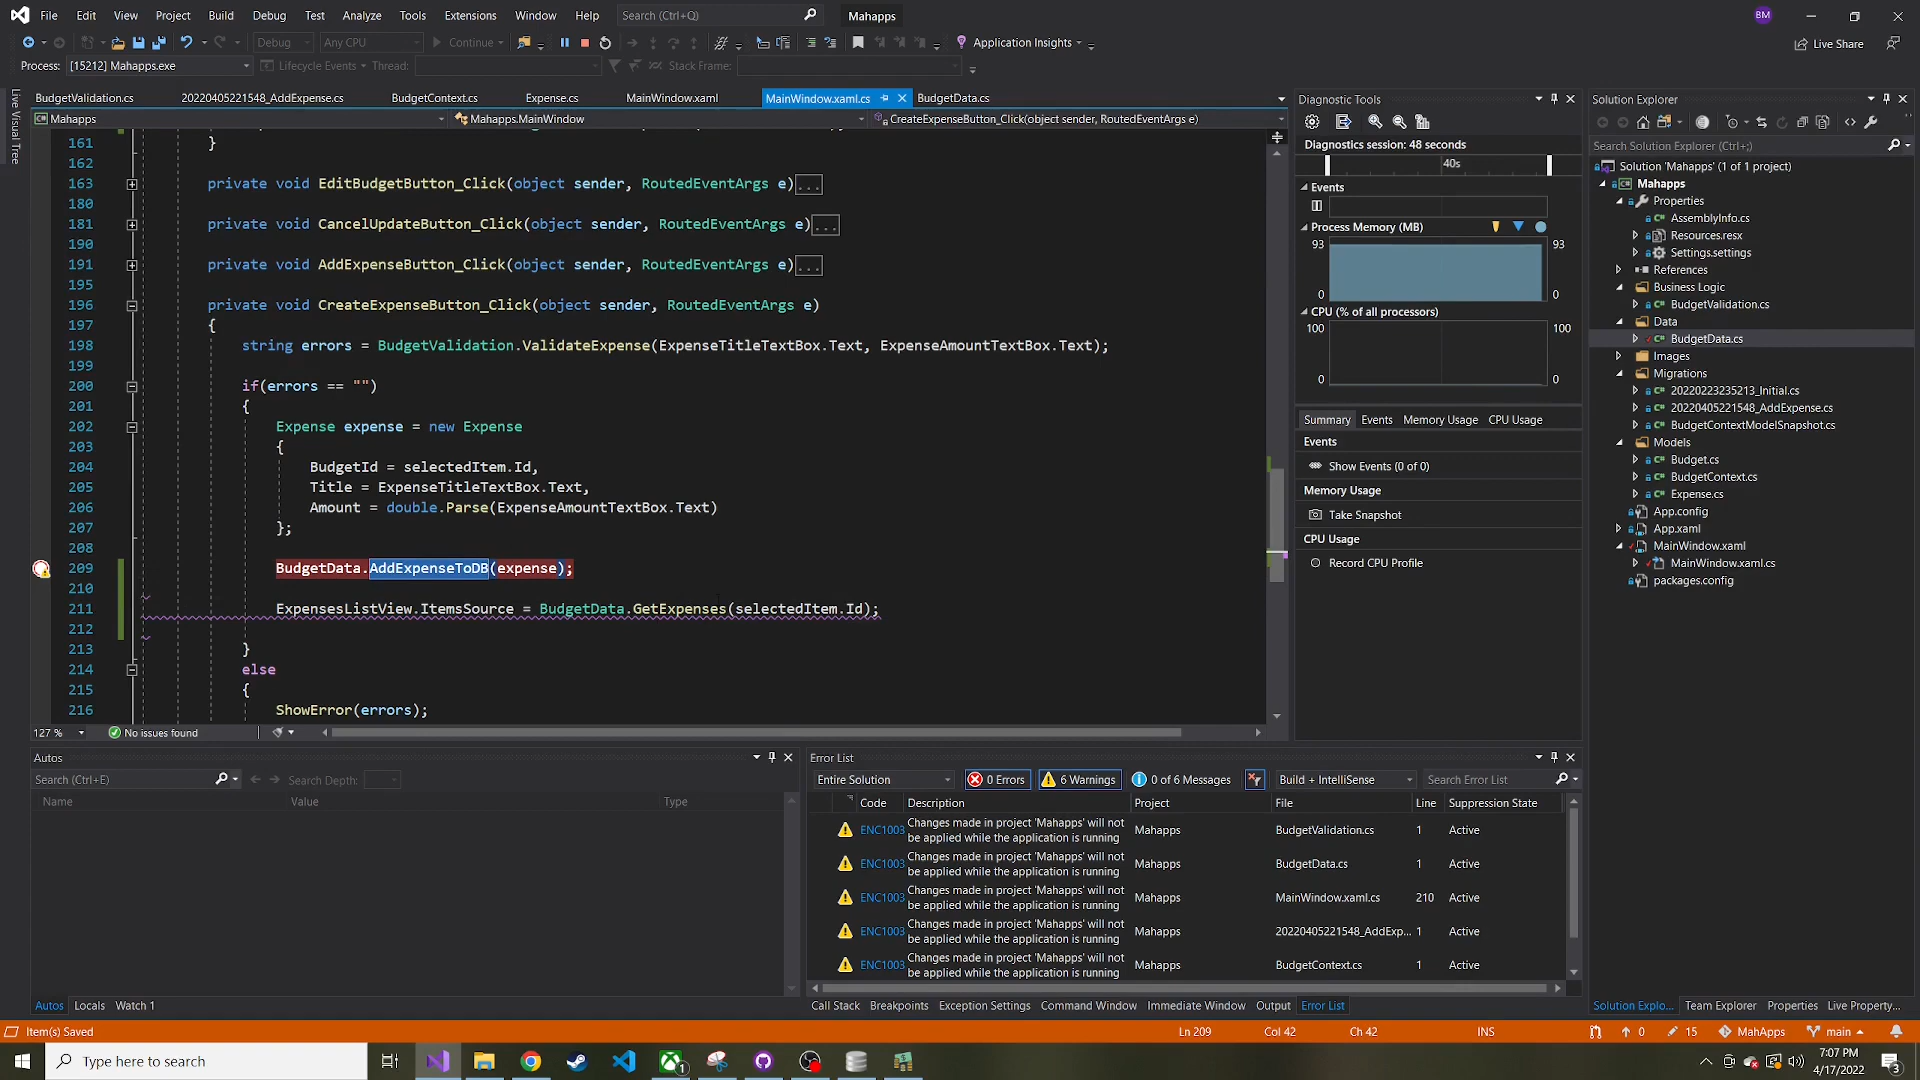 File Edit View Project Build Debug Test Analyze Tools Extensions Window Help Search (Ctrl+Q) Mahapps BM
Debug Any CPU Continue Application Insights Live Share
Process: [15212] Mahapps.exe Lifecycle Events Thread: Stack Frame:
Live Visual Tree
BudgetValidation.cs 20220405221548_AddExpense.cs BudgetContext.cs Expense.cs MainWindow.xaml MainWindow.xaml.cs BudgetData.cs
Mahapps Mahapps.MainWindow CreateExpenseButton_Click(object sender, RoutedEventArgs e)
161 }
162
163 private void EditBudgetButton_Click(object sender, RoutedEventArgs e)...
180
181 private void CancelUpdateButton_Click(object sender, RoutedEventArgs e)...
190
191 private void AddExpenseButton_Click(object sender, RoutedEventArgs e)...
195
196 private void CreateExpenseButton_Click(object sender, RoutedEventArgs e)
197 {
198 string errors = BudgetValidation.ValidateExpense(ExpenseTitleTextBox.Text, ExpenseAmountTextBox.Text);
199
200 if(errors == "")
201 {
202 Expense expense = new Expense
203 {
204 BudgetId = selectedItem.Id,
205 Title = ExpenseTitleTextBox.Text,
206 Amount = double.Parse(ExpenseAmountTextBox.Text)
207 };
208
209 BudgetData.AddExpenseToDB(expense);
210
211 ExpensesListView.ItemsSource = BudgetData.GetExpenses(selectedItem.Id);
212
213 }
214 else
215 {
216 ShowError(errors);
127 % No issues found
Diagnostic Tools
Diagnostics session: 48 seconds
40s
Events
Process Memory (MB)
93 93
0 0
CPU (% of all processors)
100 100
0 0
Summary Events Memory Usage CPU Usage
Events
Show Events (0 of 0)
Memory Usage
Take Snapshot
CPU Usage
Record CPU Profile
Solution Explorer
Search Solution Explorer (Ctrl+;)
Solution 'Mahapps' (1 of 1 project)
Mahapps
Properties
AssemblyInfo.cs
Resources.resx
Settings.settings
References
Business Logic
BudgetValidation.cs
Data
BudgetData.cs
Images
Migrations
20220223235213_Initial.cs
20220405221548_AddExpense.cs
BudgetContextModelSnapshot.cs
Models
Budget.cs
BudgetContext.cs
Expense.cs
App.config
App.xaml
MainWindow.xaml
MainWindow.xaml.cs
packages.config
Autos
Search (Ctrl+E) Search Depth:
Name Value Type
Autos Locals Watch 1
Error List
Entire Solution 0 Errors 6 Warnings 0 of 6 Messages Build + IntelliSense Search Error List
Code Description Project File Line Suppression State
ENC1003 Changes made in project 'Mahapps' will not be applied while the application is running Mahapps BudgetValidation.cs 1 Active
ENC1003 Changes made in project 'Mahapps' will not be applied while the application is running Mahapps BudgetData.cs 1 Active
ENC1003 Changes made in project 'Mahapps' will not be applied while the application is running Mahapps MainWindow.xaml.cs 210 Active
ENC1003 Changes made in project 'Mahapps' will not be applied while the application is running Mahapps 20220405221548_AddExp... 1 Active
ENC1003 Changes made in project 'Mahapps' will not be applied while the application is running Mahapps BudgetContext.cs 1 Active
Call Stack Breakpoints Exception Settings Command Window Immediate Window Output Error List
Solution Explo... Team Explorer Properties Live Property...
Item(s) Saved Ln 209 Col 42 Ch 42 INS 0 15 MahApps main
Type here to search 1 7:07 PM
4/17/2022 3